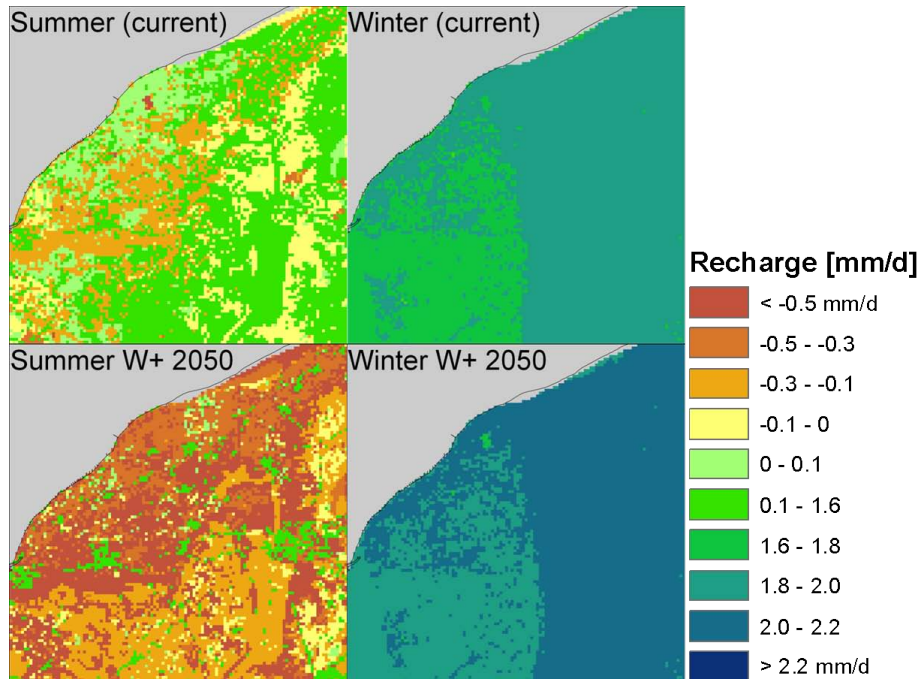 Summer (current)
Winter (current)
Summer W+ 2050
Winter W+ 2050
Recharge [mm/d]
< -0.5 mm/d
-0.5 - -0.3
-0.3 - -0.1
-0.1 - 0
0 - 0.1
0.1 - 1.6
1.6 - 1.8
1.8 - 2.0
2.0 - 2.2
> 2.2 mm/d